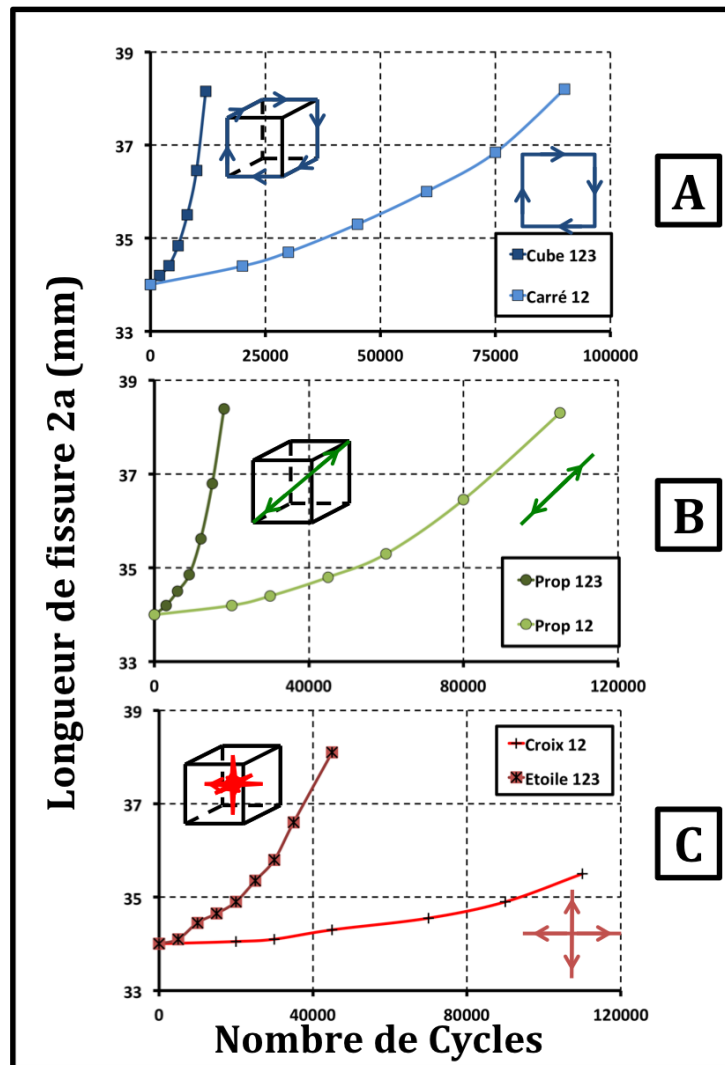 Longueur de fissure 2a (mm)
39
37
35
33
0
25000
50000
75000
100000
Cube 123
Carré 12
A
39
37
35
33
0
40000
80000
120000
Prop 123
Prop 12
B
39
37
35
33
0
40000
80000
120000
Croix 12
Etoile 123
C
Nombre de Cycles